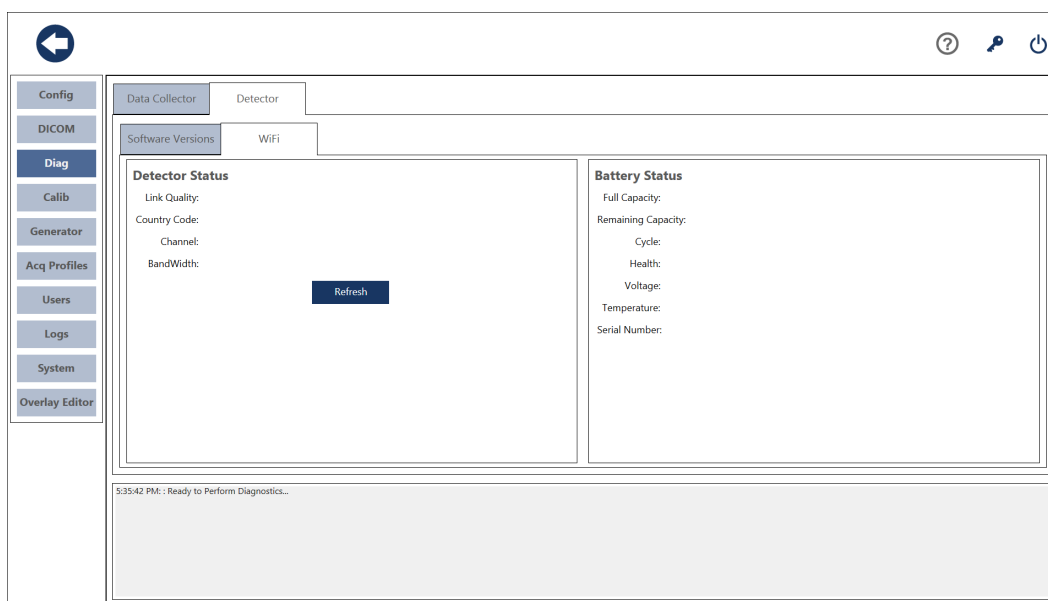 ?
Config
DICOM
Diag
Calib
Generator
Acq Profiles
Users
Logs
System
Overlay Editor
Data Collector Detector
Software Versions WiFi
Detector Status
Link Quality:
Country Code:
Channel:
BandWidth:
Refresh
Battery Status
Full Capacity:
Remaining Capacity:
Cycle:
Health:
Voltage:
Temperature:
Serial Number:
5:35:42 PM: : Ready to Perform Diagnostics...